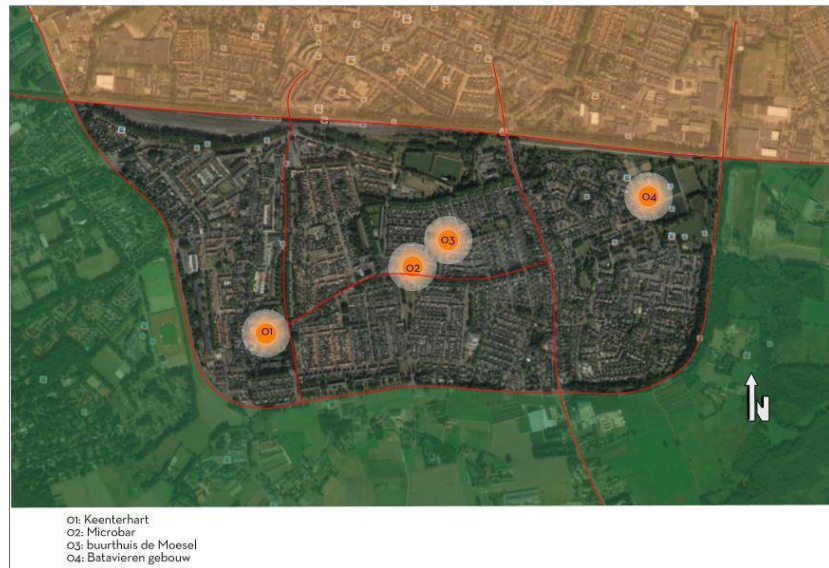 04
03
02
01
N
01: Keenterhart
02: Microbar
03: buurthuis de Moesel
04: Batavieren gebouw